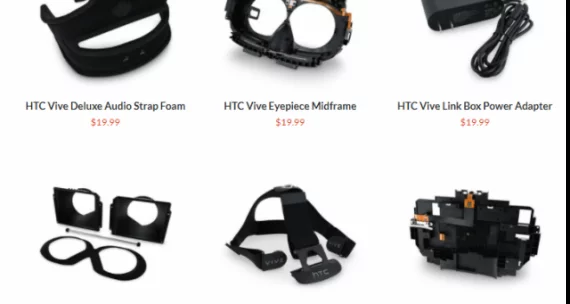 HTC Vive Deluxe Audio Strap Foam
HTC Vive Eyepiece Midframe
HTC Vive Link Box Power Adapter
$19.99
$19.99
$19.99
VIVE
hTC